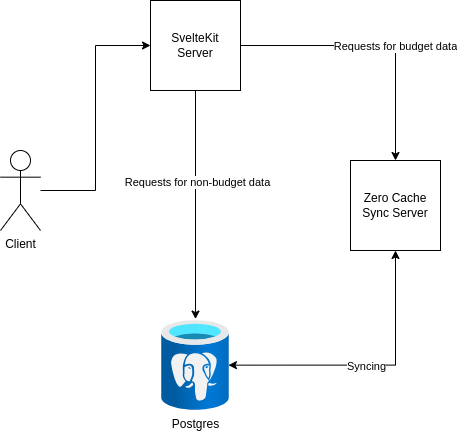 SvelteKit
Server
Requests for budget data
Requests for non-budget data
Zero Cache
Sync Server
Client
Syncing
Postgres